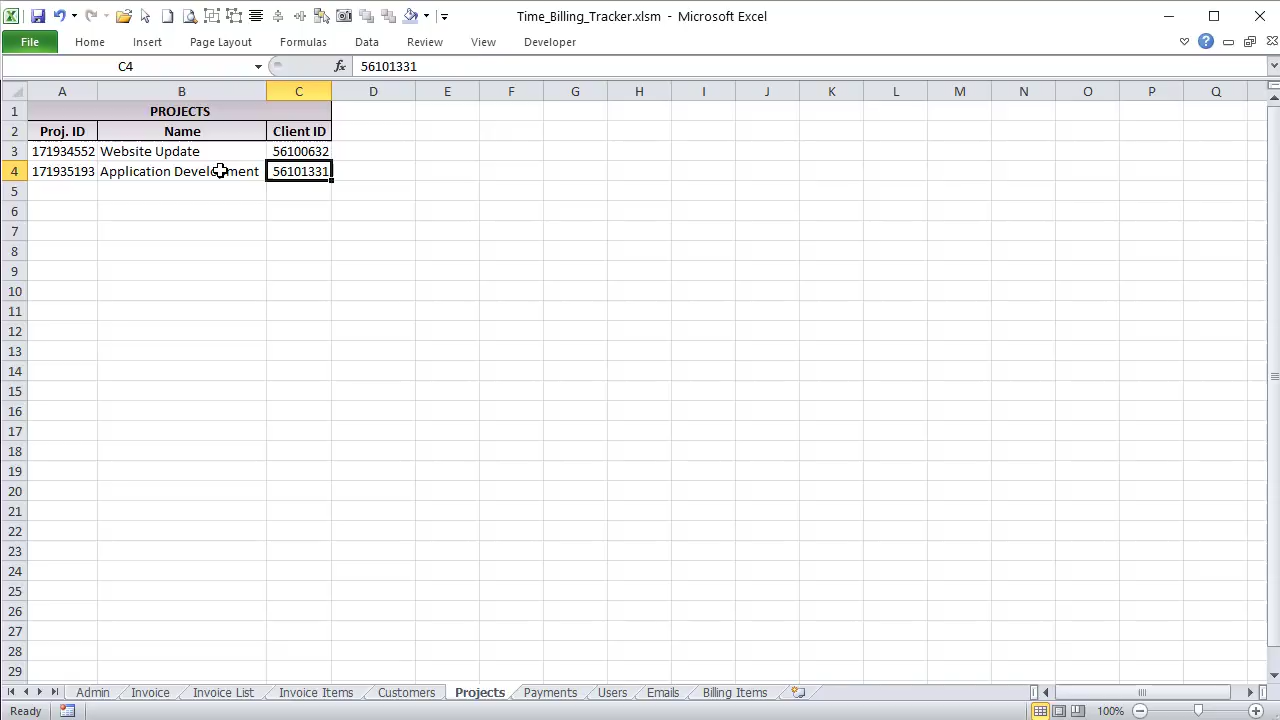 Time_Billing_Tracker.xlsm - Microsoft Excel
File Home Insert Page Layout Formulas Data Review View Developer
C4 fx 56101331
A B C D E F G H I J K L M N O P Q
1 PROJECTS
2 Proj. ID Name Client ID
3 171934552 Website Update 56100632
4 171935193 Application Development 56101331
5
6
7
8
9
10
11
12
13
14
15
16
17
18
19
20
21
22
23
24
25
26
27
28
29
Admin Invoice Invoice List Invoice Items Customers Projects Payments Users Emails Billing Items
Ready 100%